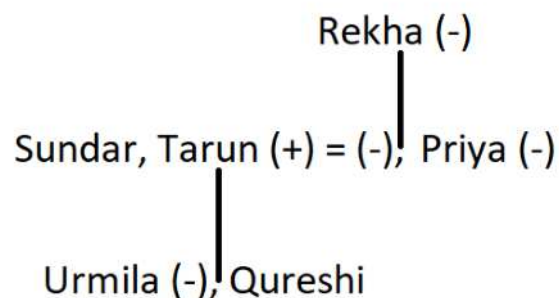 Rekha (-)
Sundar, Tarun (+) = (-), Priya (-)
Urmila (-), Qureshi